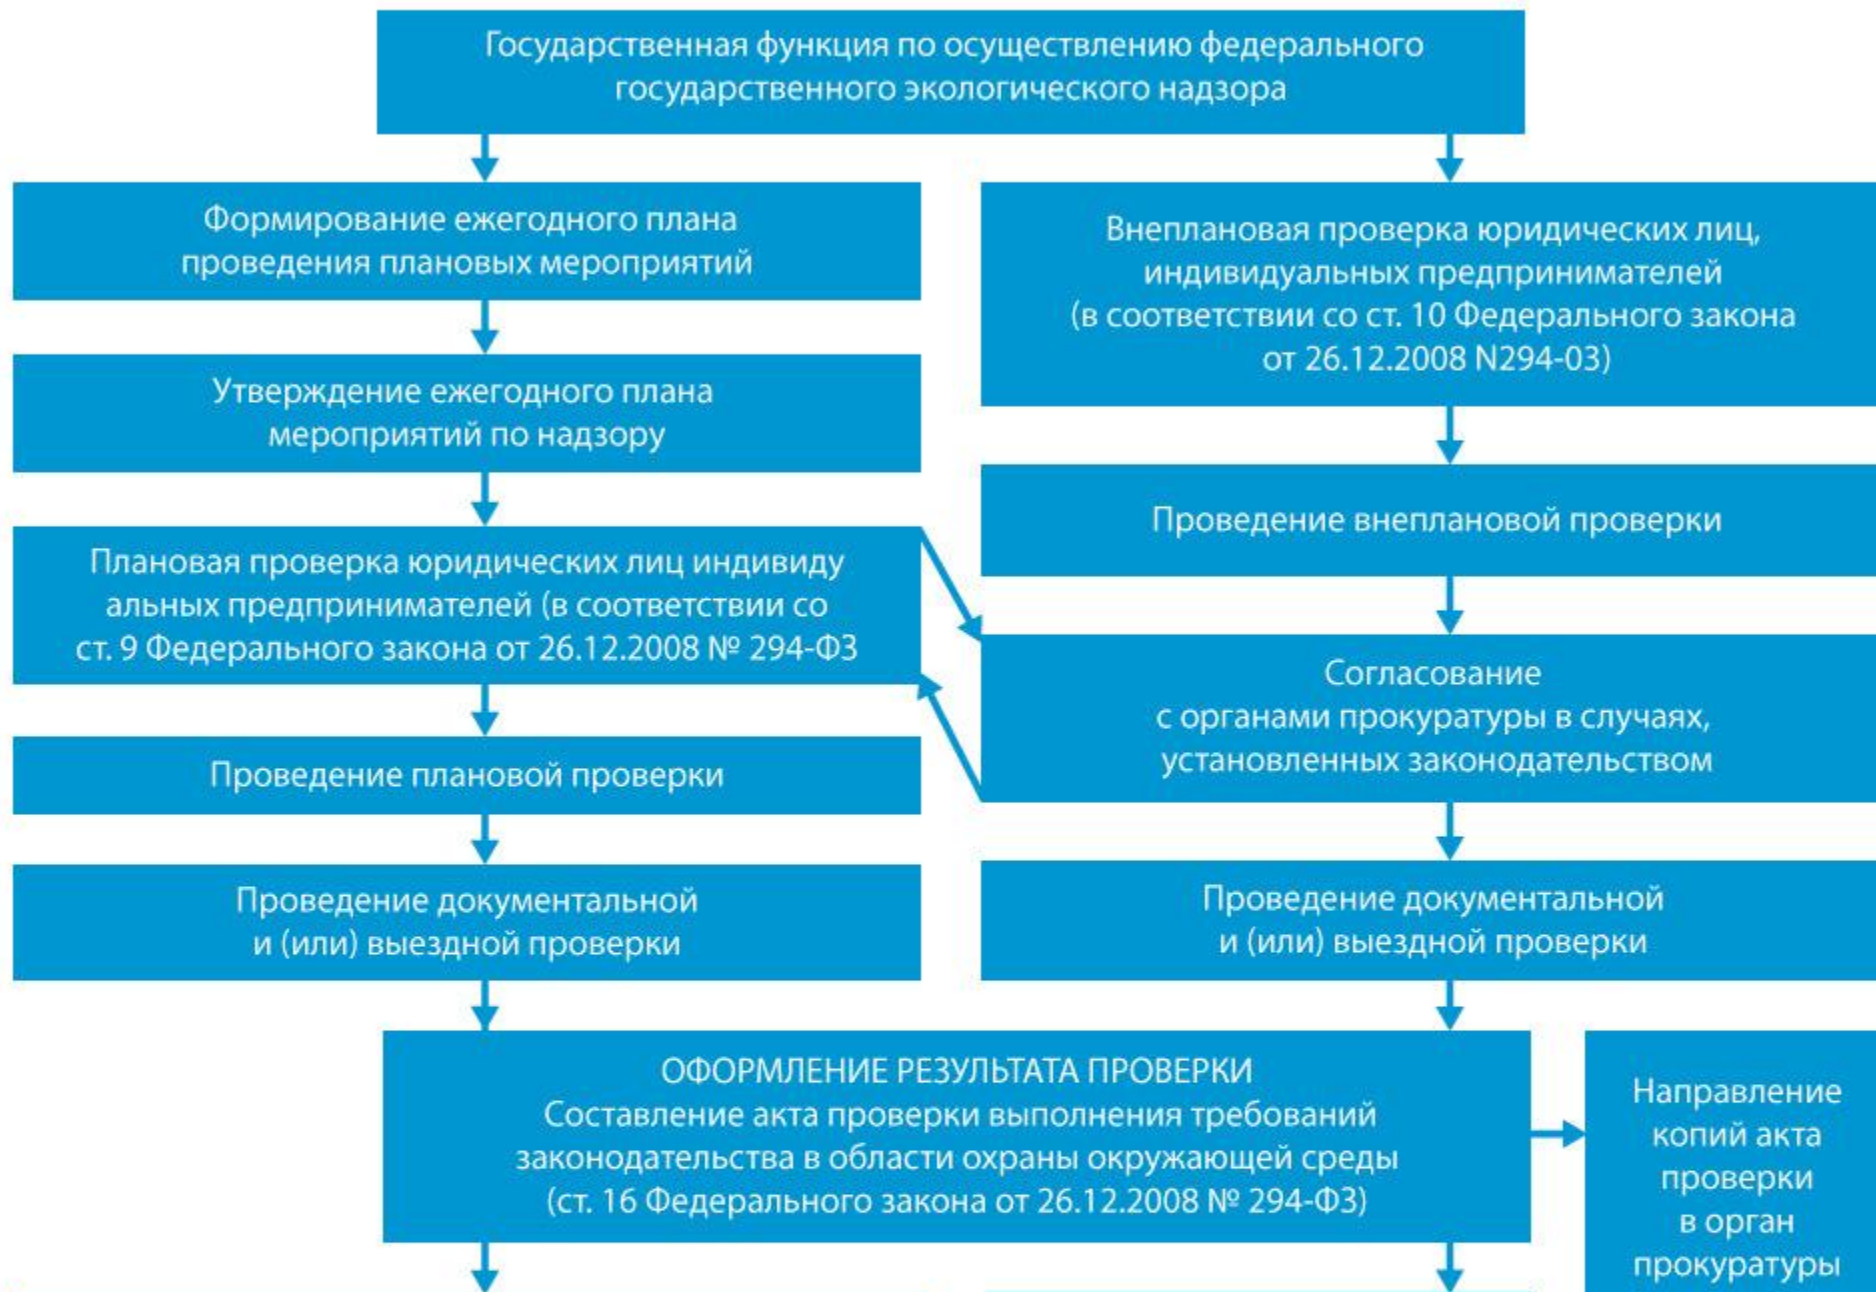 Государственная функция по осуществлению федерального
государственного экологического надзора
Формирование ежегодного плана
проведения плановых мероприятий
Утверждение ежегодного плана
мероприятий по надзору
Плановая проверка юридических лиц индивиду
альных предпринимателей (в соответствии со
ст. 9 Федерального закона от 26.12.2008 № 294-ФЗ
Проведение плановой проверки
Проведение документальной
и (или) выездной проверки
Внеплановая проверка юридических лиц,
индивидуальных предпринимателей
(в соответствии со ст. 10 Федерального закона
от 26.12.2008 N294-03)
Проведение внеплановой проверки
Согласование
с органами прокуратуры в случаях,
установленных законодательством
Проведение документальной
и (или) выездной проверки
ОФОРМЛЕНИЕ РЕЗУЛЬТАТА ПРОВЕРКИ
Составление акта проверки выполнения требований
законодательства в области охраны окружающей среды
(ст. 16 Федерального закона от 26.12.2008 № 294-ФЗ)
Направление
копий акта
проверки
в орган
прокуратуры